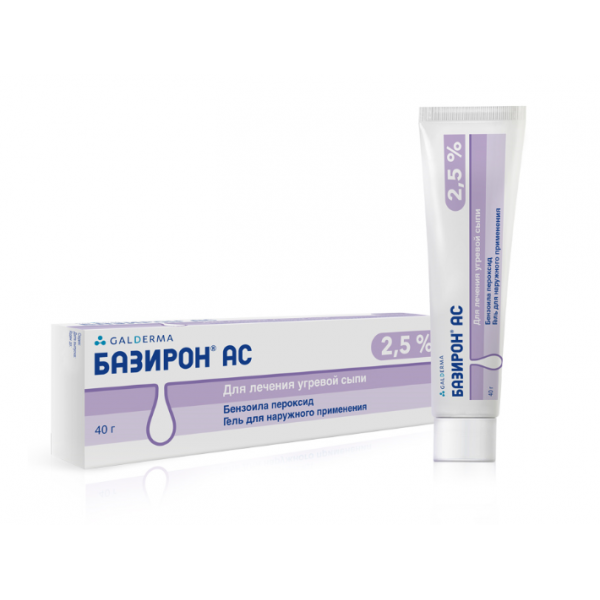 GALDERMA
БАЗИРОН® АС
2,5 %
Для лечения угревой сыпи
Бензоила пероксид
Гель для наружного применения
40 г
2,5 %
Для лечения угревой сыпи
Бензоила пероксид
Гель для наружного применения
БАЗИРОН® АС
GALDERMA
40 г